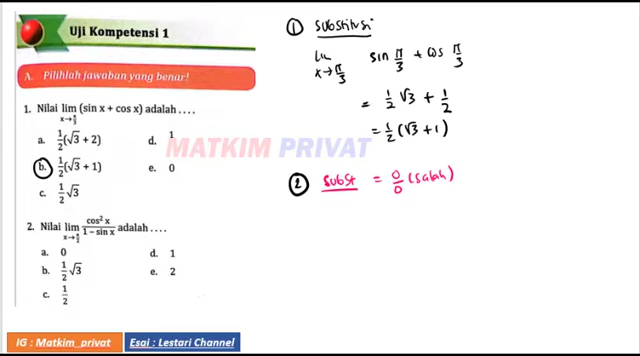 Uji Kompetensi 1
A. Pilihlah jawaban yang benar!
1. Nilai lim x→π/3 (sin x + cos x) adalah . . . .
a. 1/2(√3 + 2) d. 1
b. 1/2(√3 + 1) e. 0
c. 1/2√3
2. Nilai lim x→π/2 cos² x/1 – sin x adalah . . . .
a. 0 d. 1
b. 1/2√3 e. 2
c. 1/2
① substitusi
lim x→π/3 sin π/3 + cos π/3
= 1/2 √3 + 1/2
= 1/2 (√3 + 1)
MATKIM PRIVAT
② subst = 0/0 (salah)
IG : Matkim_privat Esai : Lestari Channel